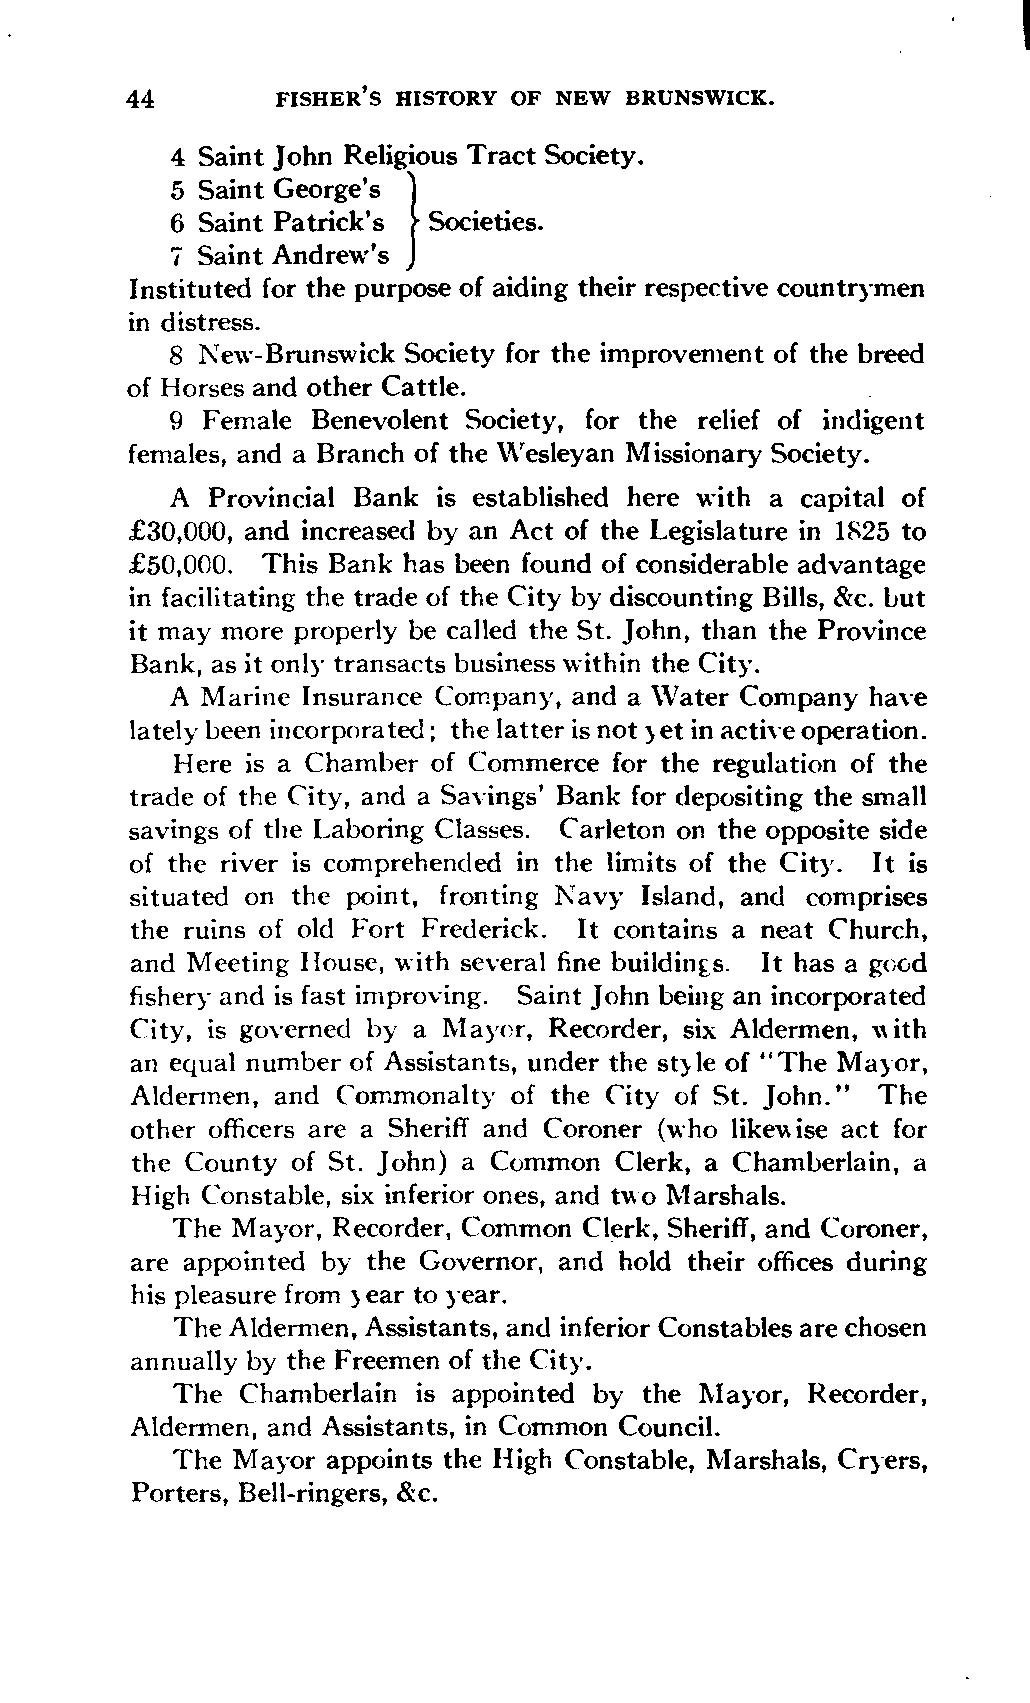 44 FISHER'S HISTORY OF NEW BRUNSWICK.
4 Saint John Religious Tract Society.
5 Saint George's
6 Saint Patrick's } Societies.
7 Saint Andrew's
Instituted for the purpose of aiding their respective countrymen
in distress.
8 New-Brunswick Society for the improvement of the breed
of Horses and other Cattle.
9 Female Benevolent Society, for the relief of indigent
females, and a Branch of the Wesleyan Missionary Society.
A Provincial Bank is established here with a capital of
£30,000, and increased by an Act of the Legislature in 1825 to
£50,000. This Bank has been found of considerable advantage
in facilitating the trade of the City by discounting Bills, &c. but
it may more properly be called the St. John, than the Province
Bank, as it only transacts business within the City.
A Marine Insurance Company, and a Water Company have
lately been incorporated; the latter is not yet in active operation.
Here is a Chamber of Commerce for the regulation of the
trade of the City, and a Savings' Bank for depositing the small
savings of the Laboring Classes. Carleton on the opposite side
of the river is comprehended in the limits of the City. It is
situated on the point, fronting Navy Island, and comprises
the ruins of old Fort Frederick. It contains a neat Church,
and Meeting House, with several fine buildings. It has a good
fishery and is fast improving. Saint John being an incorporated
City, is governed by a Mayor, Recorder, six Aldermen, with
an equal number of Assistants, under the style of "The Mayor,
Aldermen, and Commonalty of the City of St. John." The
other officers are a Sheriff and Coroner (who likewise act for
the County of St. John) a Common Clerk, a Chamberlain, a
High Constable, six inferior ones, and two Marshals.
The Mayor, Recorder, Common Clerk, Sheriff, and Coroner,
are appointed by the Governor, and hold their offices during
his pleasure from year to year.
The Aldermen, Assistants, and inferior Constables are chosen
annually by the Freemen of the City.
The Chamberlain is appointed by the Mayor, Recorder,
Aldermen, and Assistants, in Common Council.
The Mayor appoints the High Constable, Marshals, Cryers,
Porters, Bell-ringers, &c.